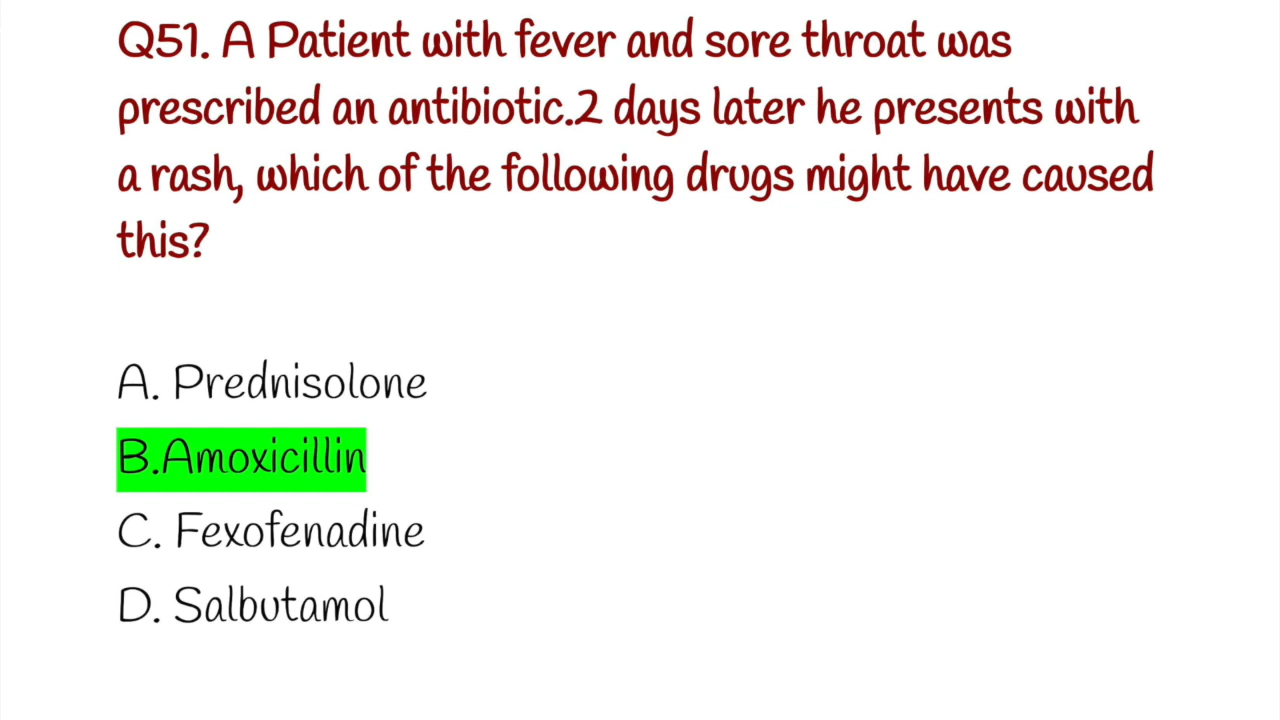 Q51. A Patient with fever and sore throat was
prescribed an antibiotic.2 days later he presents with
a rash, which of the following drugs might have caused
this?
A. Prednisolone
B.Amoxicillin
C. Fexofenadine
D. Salbutamol